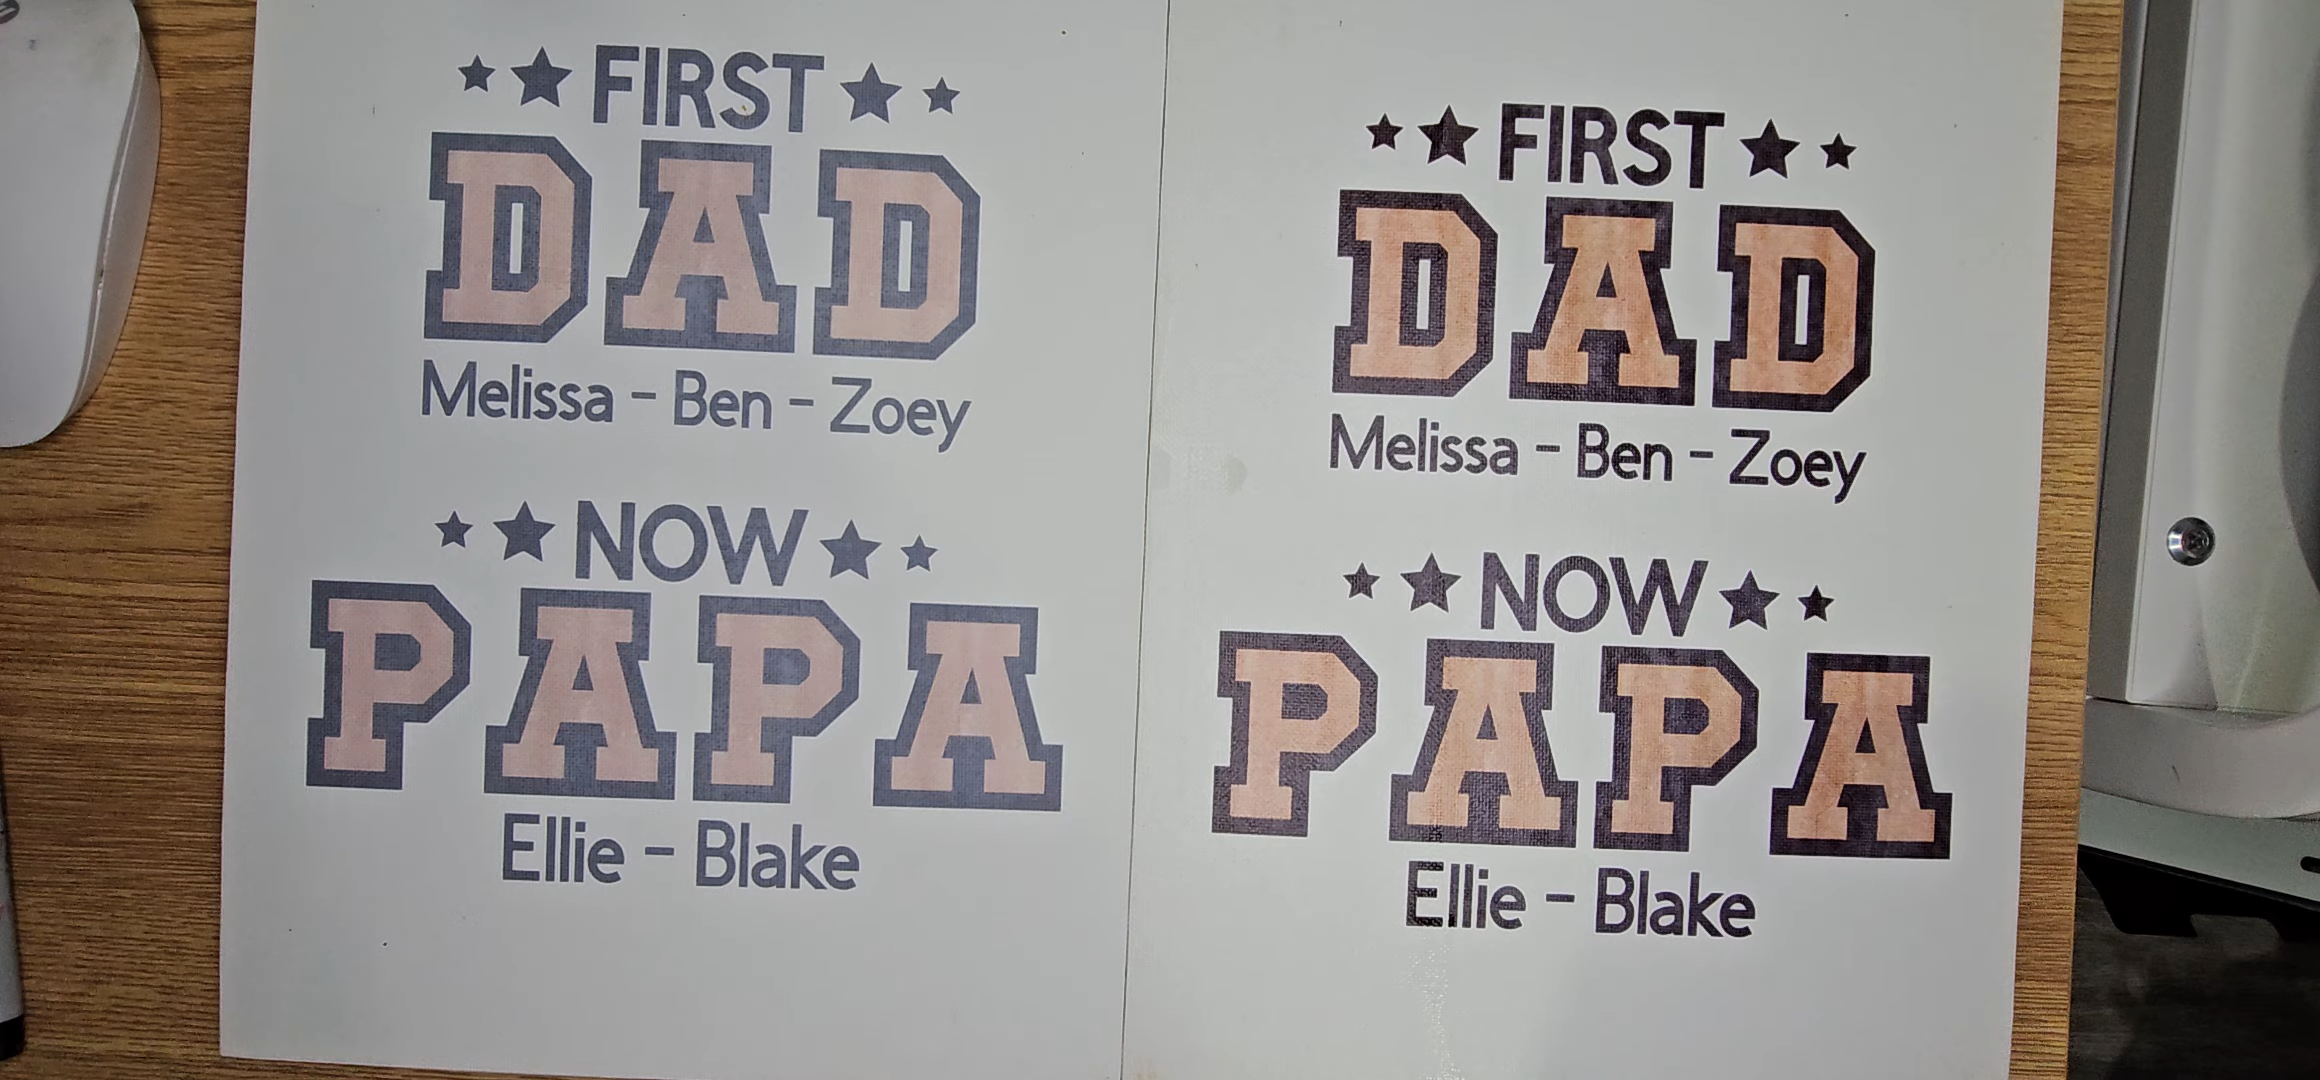 FIRST
DAD
Melissa - Ben - Zoey
NOW
PAPA
Ellie - Blake
FIRST
DAD
Melissa - Ben - Zoey
NOW
PAPA
Ellie - Blake